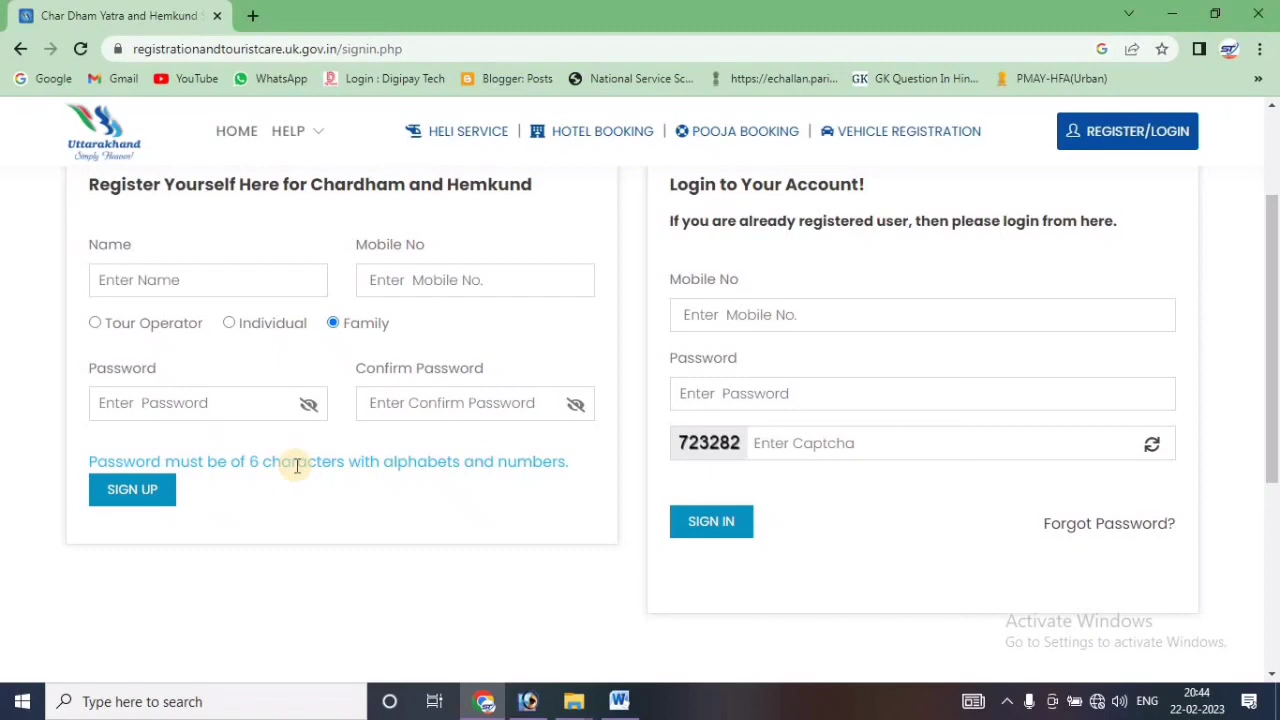 Char Dham Yatra and Hemkund
registrationandtouristcare.uk.gov.in/signin.php
Google
Gmail
YouTube
WhatsApp
Login : Digipay Tech
Blogger: Posts
National Service Sc...
https://echallan.pari...
GK GK Question In Hin...
PMAY-HFA(Urban)
»
Uttarakhand
Simply Heaven!
HOME HELP
HELI SERVICE | HOTEL BOOKING | POOJA BOOKING | VEHICLE REGISTRATION
REGISTER/LOGIN
Register Yourself Here for Chardham and Hemkund
Name Mobile No
Enter Name Enter Mobile No.
Tour Operator Individual Family
Password Confirm Password
Enter Password Enter Confirm Password
Password must be of 6 characters with alphabets and numbers.
SIGN UP
Login to Your Account!
If you are already registered user, then please login from here.
Mobile No
Enter Mobile No.
Password
Enter Password
723282 Enter Captcha
SIGN IN Forgot Password?
Activate Windows
Go to Settings to activate Windows.
Type here to search
ENG
20:44
22-02-2023